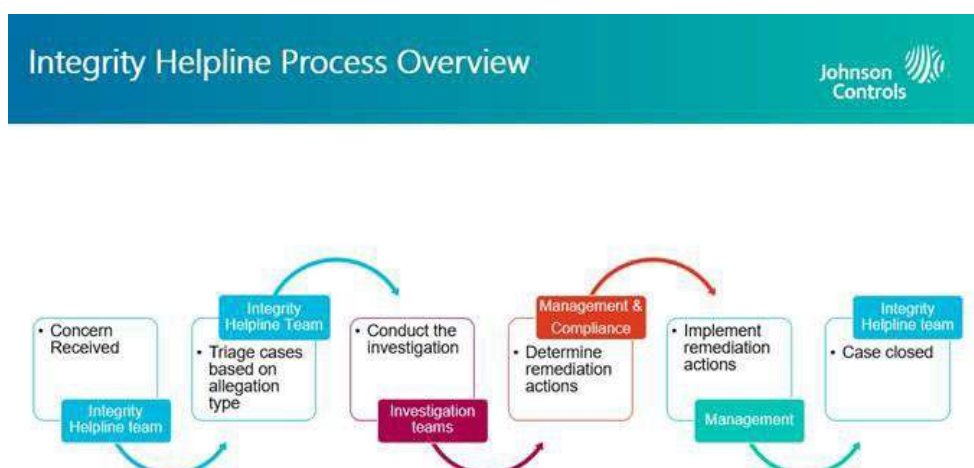 Integrity Helpline Process Overview
Johnson
Controls
• Concern
Received
Integrity
Helpline team
Integrity
Helpline Team
• Triage cases
based on
allegation
type
• Conduct the
investigation
Investigation
teams
Management &
Compliance
• Determine
remediation
actions
• Implement
remediation
actions
Management
Integrity
Helpline team
• Case closed